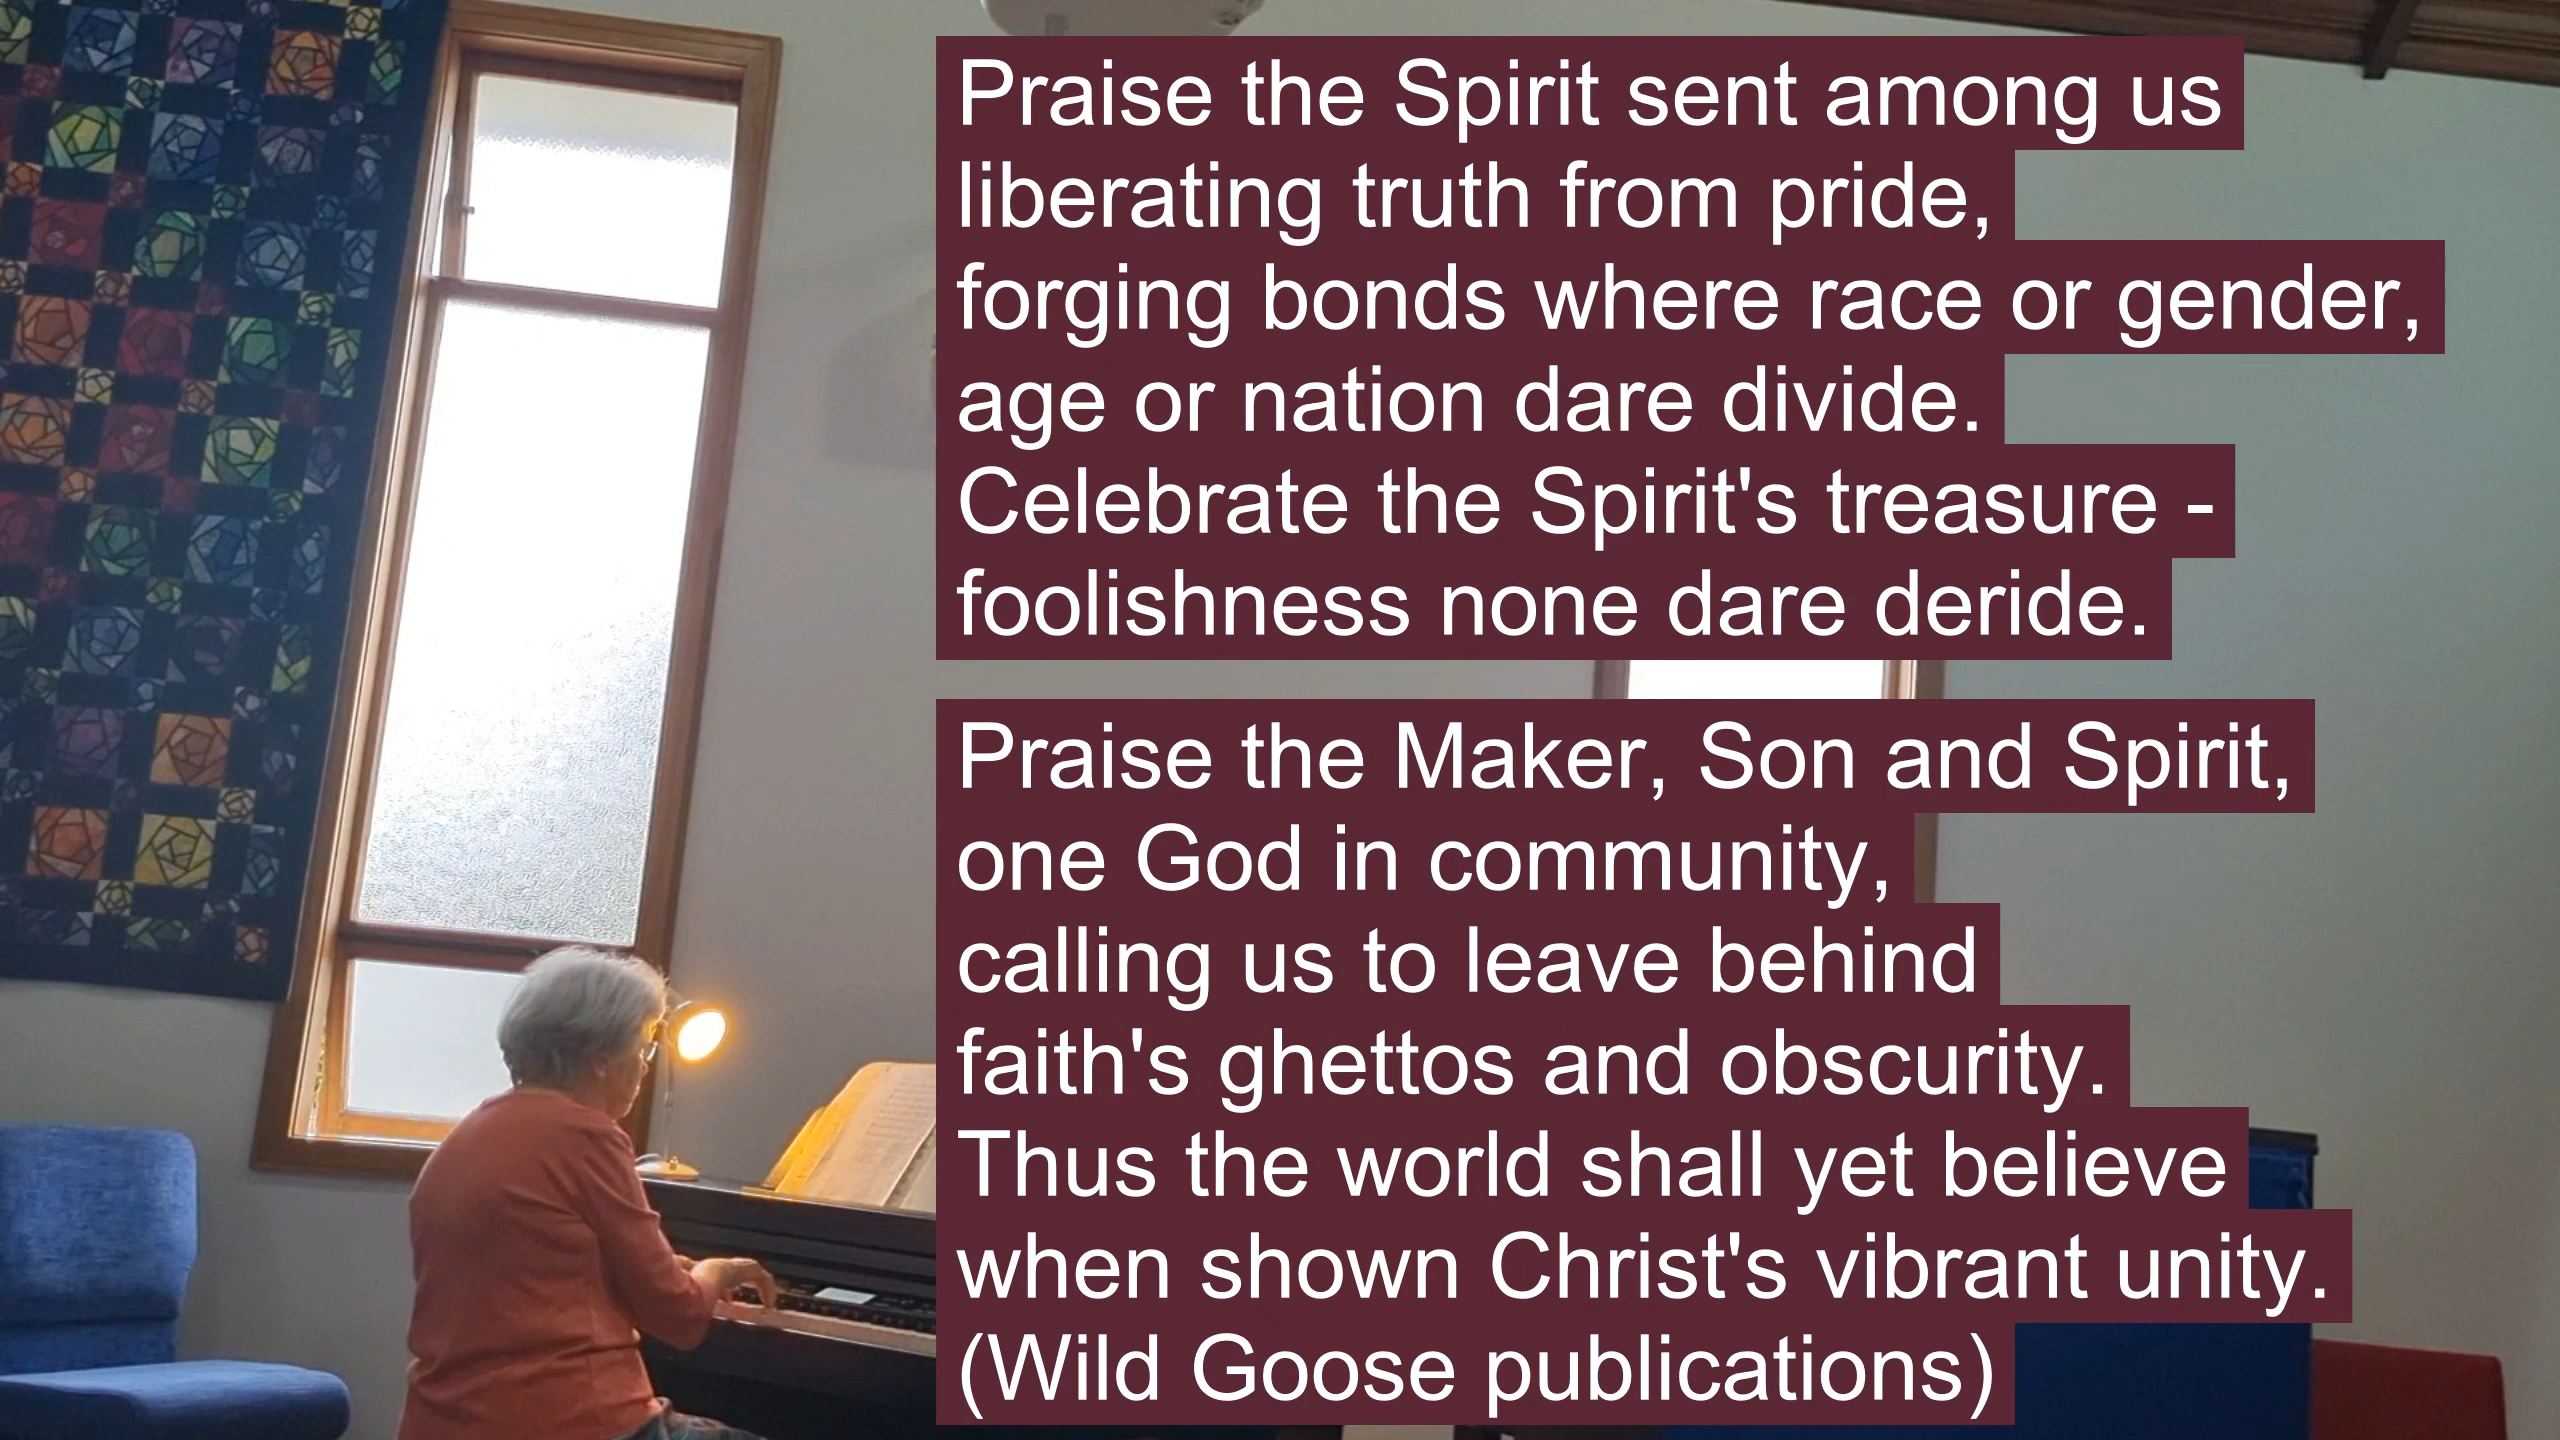 Praise the Spirit sent among us
liberating truth from pride,
forging bonds where race or gender,
age or nation dare divide.
Celebrate the Spirit's treasure -
foolishness none dare deride.
Praise the Maker, Son and Spirit,
one God in community,
calling us to leave behind
faith's ghettos and obscurity.
Thus the world shall yet believe
when shown Christ's vibrant unity.
(Wild Goose publications)